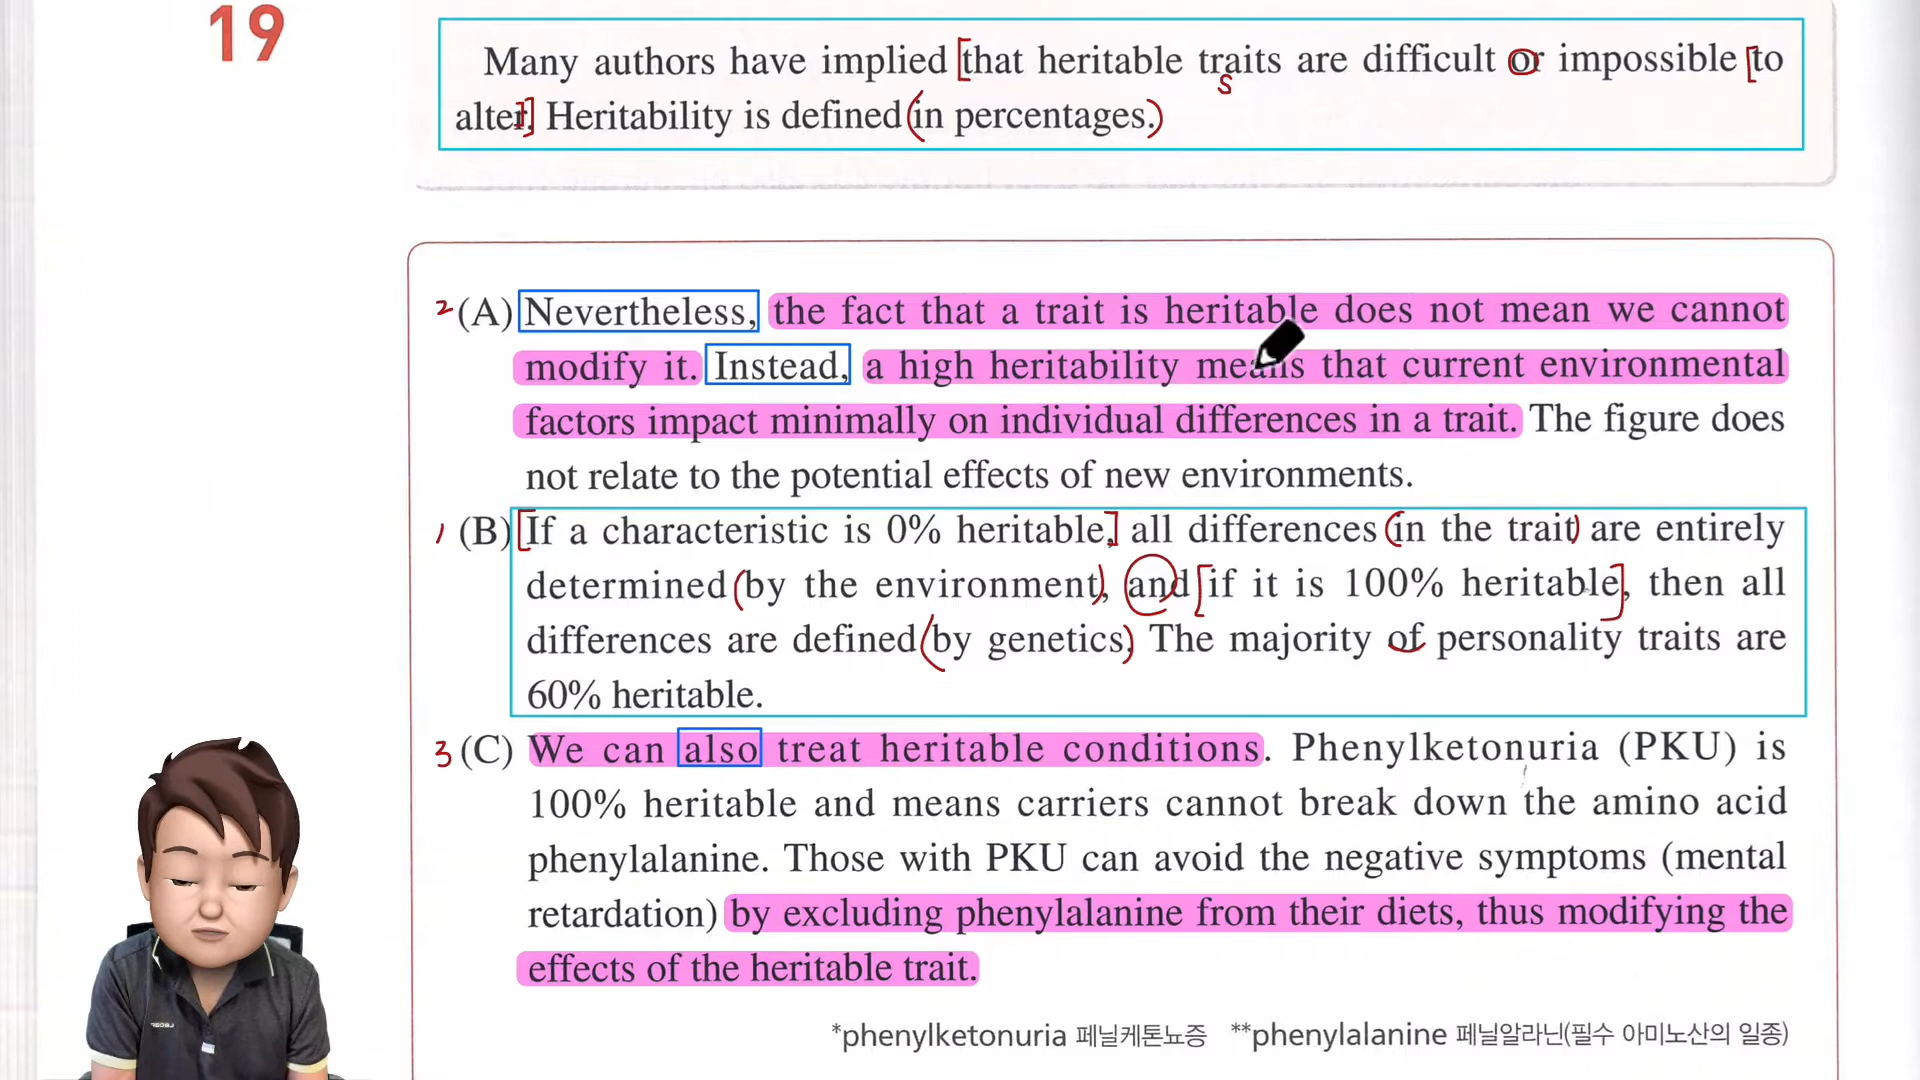 19
Many authors have implied [that heritable traits are difficult or impossible [to
s
alter.]] Heritability is defined (in percentages.)
2 (A) Nevertheless, the fact that a trait is heritable does not mean we cannot
modify it. Instead, a high heritability means that current environmental
factors impact minimally on individual differences in a trait. The figure does
not relate to the potential effects of new environments.
1 (B) [If a characteristic is 0% heritable,] all differences (in the trait) are entirely
determined (by the environment), and [if it is 100% heritable], then all
differences are defined (by genetics.) The majority of personality traits are
60% heritable.
3 (C) We can also treat heritable conditions. Phenylketonuria (PKU) is
100% heritable and means carriers cannot break down the amino acid
phenylalanine. Those with PKU can avoid the negative symptoms (mental
retardation) by excluding phenylalanine from their diets, thus modifying the
effects of the heritable trait.
*phenylketonuria 페닐케톤뇨증 **phenylalanine 페닐알라닌(필수 아미노산의 일종)